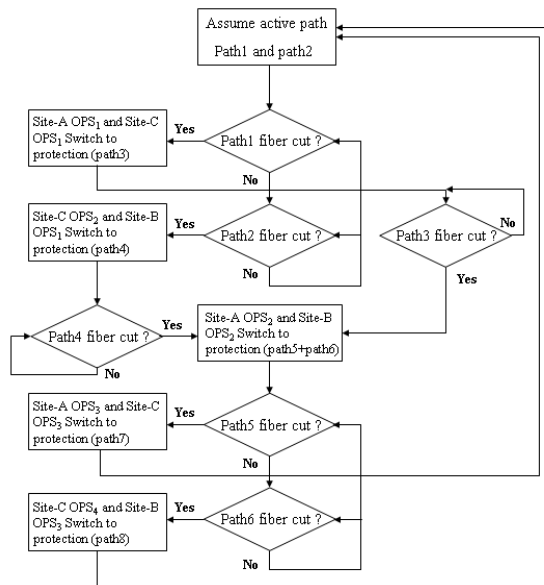 Assume active path
Path1 and path2
Site-A OPS₁ and Site-C
OPS₁ Switch to
protection (path3)
Yes
Path1 fiber cut ?
No
Site-C OPS₂ and Site-B
OPS₁ Switch to
protection (path4)
Yes
Path2 fiber cut ?
No
Path3 fiber cut ?
No
Yes
Path4 fiber cut ?
Yes
No
Site-A OPS₂ and Site-B
OPS₂ Switch to
protection (path5+path6)
Site-A OPS₃ and Site-C
OPS₃ Switch to
protection (path7)
Yes
Path5 fiber cut ?
No
Site-C OPS₄ and Site-B
OPS₃ Switch to
protection (path8)
Yes
Path6 fiber cut ?
No